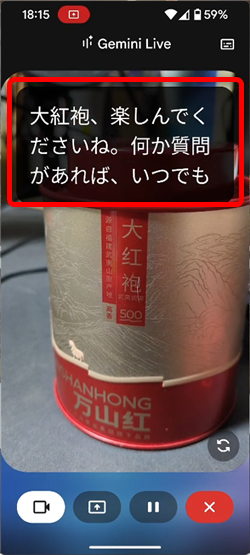 18:15
59%
Gemini Live
大紅袍、楽しんでく
ださいね。何か質問
があれば、いつでも
大红袍
500
SHANHONG
万山红